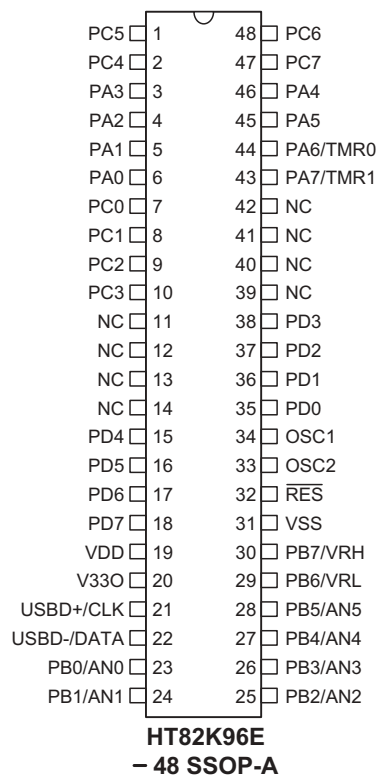 PC5 1 48 PC6
PC4 2 47 PC7
PA3 3 46 PA4
PA2 4 45 PA5
PA1 5 44 PA6/TMR0
PA0 6 43 PA7/TMR1
PC0 7 42 NC
PC1 8 41 NC
PC2 9 40 NC
PC3 10 39 NC
NC 11 38 PD3
NC 12 37 PD2
NC 13 36 PD1
NC 14 35 PD0
PD4 15 34 OSC1
PD5 16 33 OSC2
PD6 17 32 R̅E̅S̅
PD7 18 31 VSS
VDD 19 30 PB7/VRH
V33O 20 29 PB6/VRL
USBD+/CLK 21 28 PB5/AN5
USBD-/DATA 22 27 PB4/AN4
PB0/AN0 23 26 PB3/AN3
PB1/AN1 24 25 PB2/AN2
HT82K96E
– 48 SSOP-A